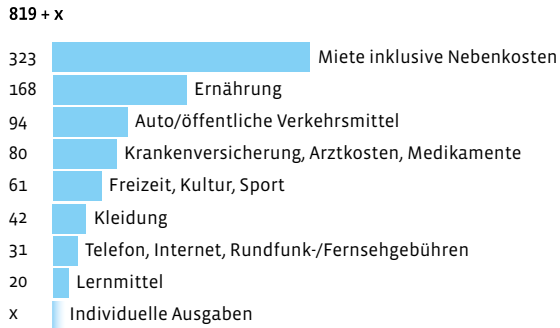 819 + x
323 Miete inklusive Nebenkosten
168 Ernährung
94 Auto/öffentliche Verkehrsmittel
80 Krankenversicherung, Arztkosten, Medikamente
61 Freizeit, Kultur, Sport
42 Kleidung
31 Telefon, Internet, Rundfunk-/Fernsehgebühren
20 Lernmittel
x Individuelle Ausgaben